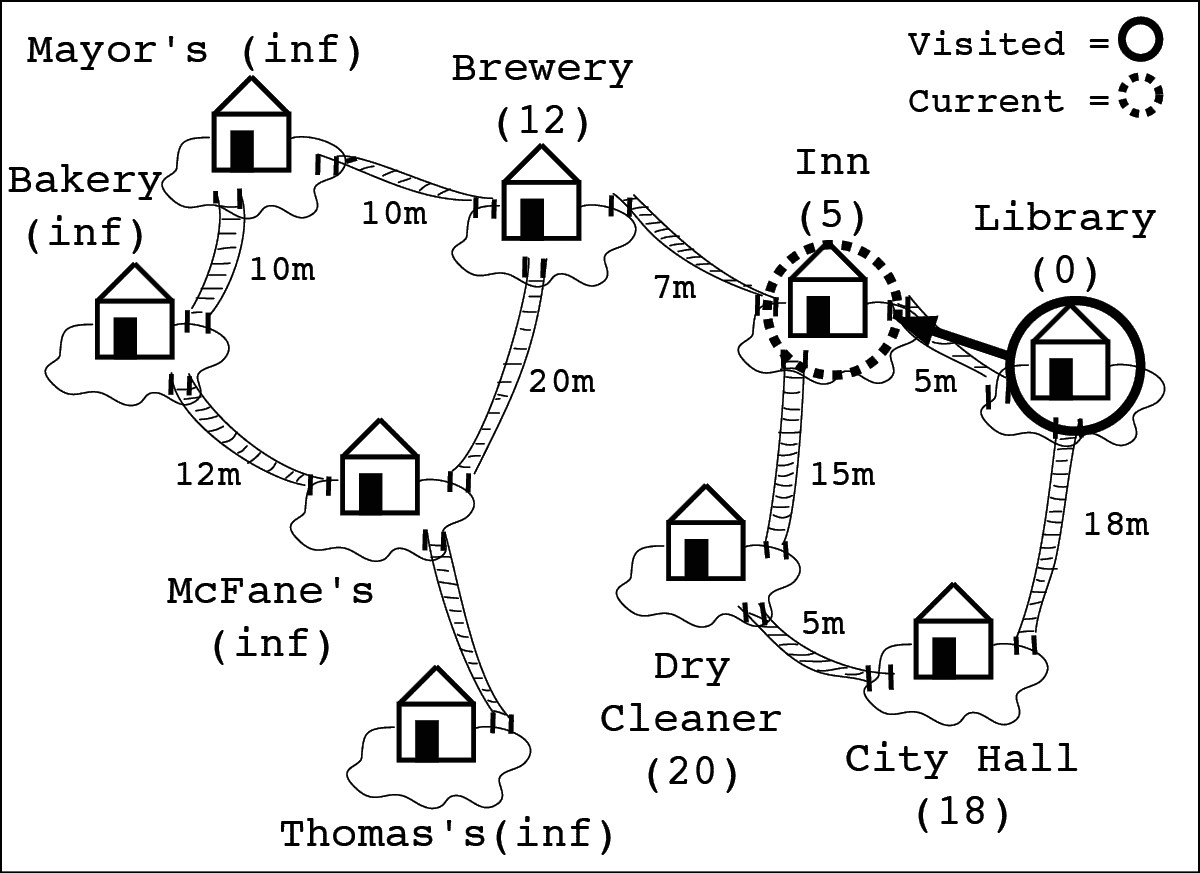 Mayor's (inf)
Brewery
(12)
Visited =
Current =
Bakery
(inf)
10m
10m
Inn
(5)
Library
(0)
7m
5m
20m
12m
15m
18m
McFane's
(inf)
5m
Dry
Cleaner
(20)
City Hall
(18)
Thomas's(inf)